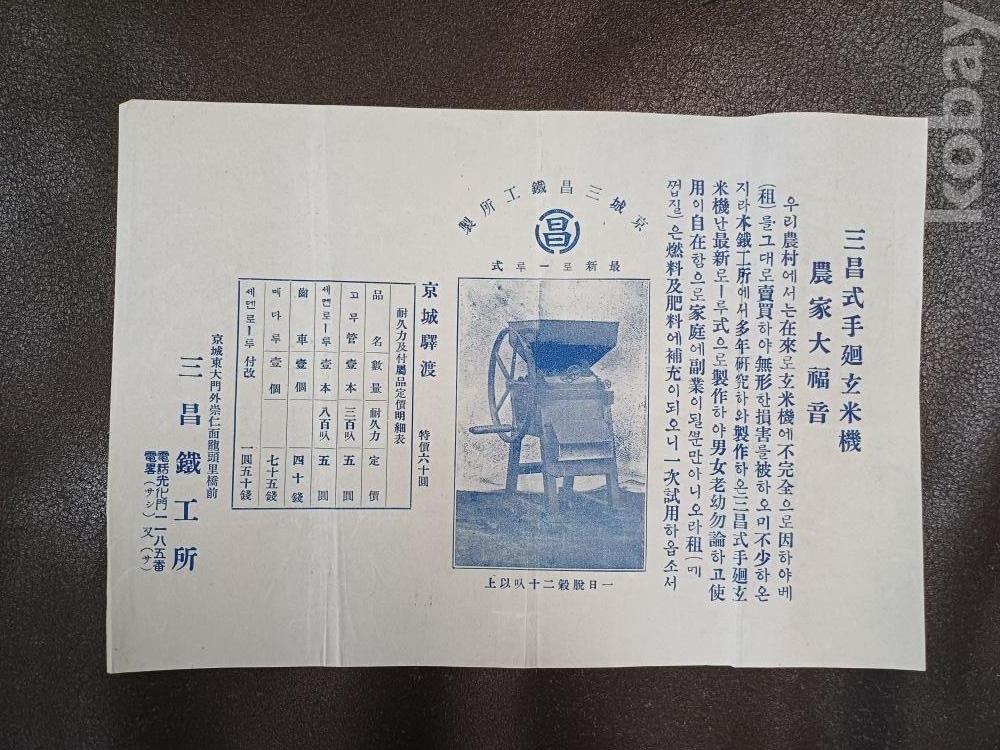 三昌式手廻玄米機
農家大福音
우리農村에서는在來로玄米機에不完全으로因하야베
(租)를그대로賣買하야無形한損害를被하오미不少하온
지라本鐵工所에서多年硏究하와製作하온三昌式手廻玄
米機난最新로ー루式으로製作하야男女老幼勿論하고使
用이自在함으로家庭에副業이될뿐만아니오라租(베
껍질)은燃料及肥料에補充이되오니一次試用하옵소서
京城三昌鐵工所製
昌
最新로ー루式
一日脫穀二十叺以上
京城驛渡 特價六十圓
耐久力及付屬品定價明細表
品名 數量 耐久力 定價
고무管 壹本 三百叺 五圓
세멘로ー루 壹本 八百叺 五圓
齒車 壹個 四十錢
메다루 壹個 七十五錢
세멘로ー루付改 一圓五十錢
京城東大門外崇仁面龍頭里橋前
三昌鐵工所
電話光化門一一八五番
電畧(サシ)又(サ)
kobay